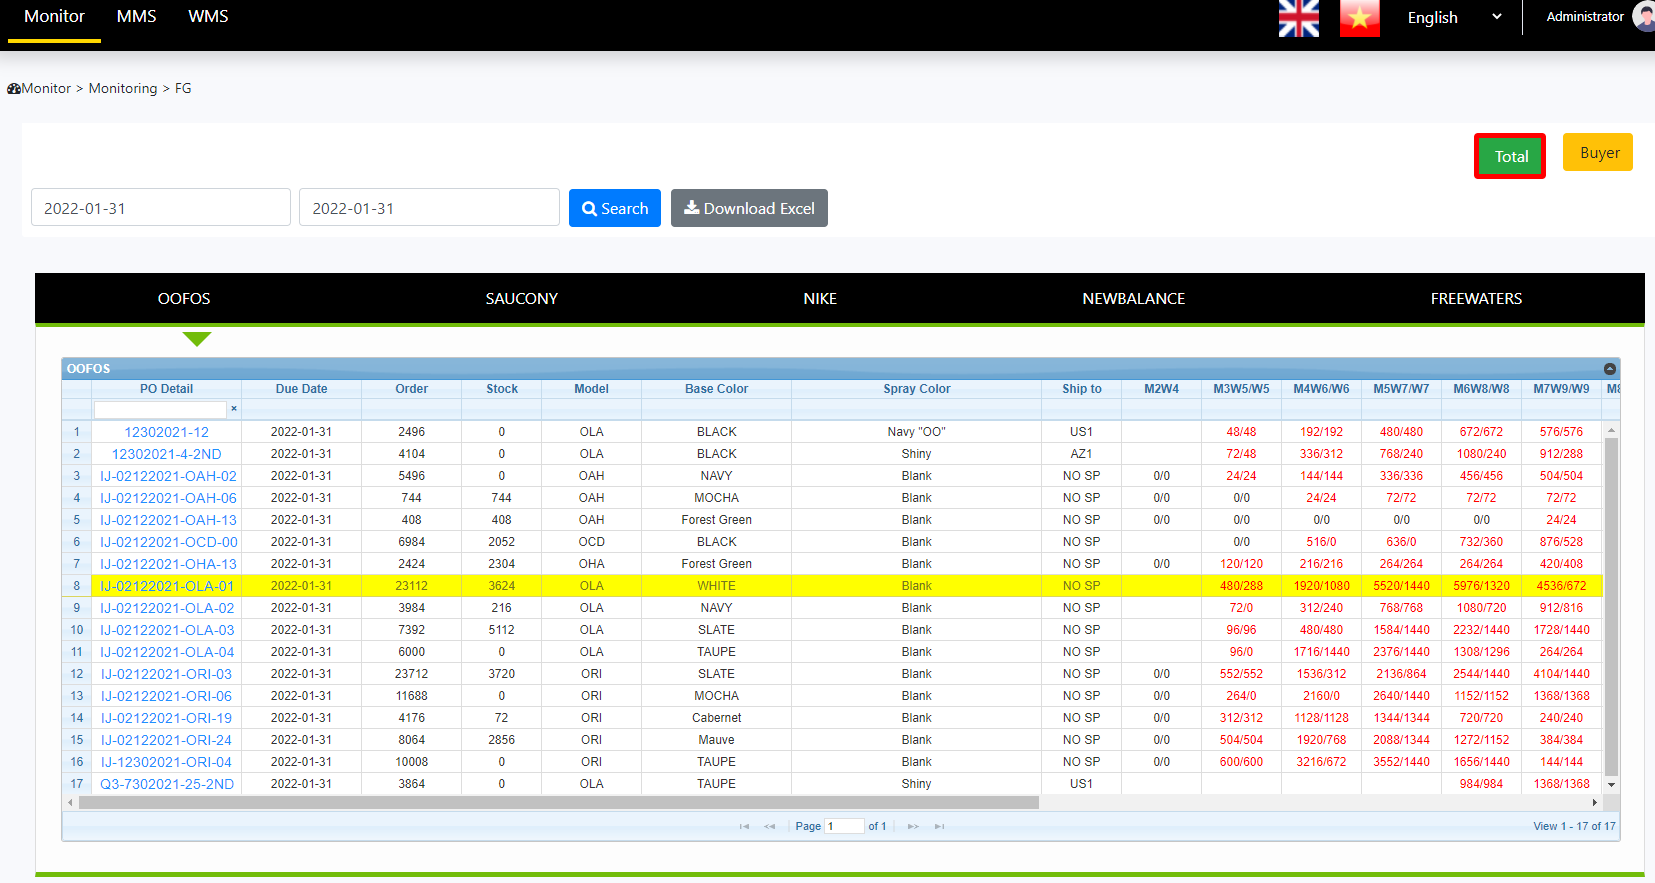 Monitor MMS WMS English Administrator
Monitor > Monitoring > FG
Total Buyer
2022-01-31 2022-01-31 Search Download Excel
OOFOS SAUCONY NIKE NEWBALANCE FREEWATERS
OOFOS
PO Detail Due Date Order Stock Model Base Color Spray Color Ship to M2W4 M3W5/W5 M4W6/W6 M5W7/W7 M6W8/W8 M7W9/W9 M8
×
1 12302021-12 2022-01-31 2496 0 OLA BLACK Navy "OO" US1 48/48 192/192 480/480 672/672 576/576
2 12302021-4-2ND 2022-01-31 4104 0 OLA BLACK Shiny AZ1 72/48 336/312 768/240 1080/240 912/288
3 IJ-02122021-OAH-02 2022-01-31 5496 0 OAH NAVY Blank NO SP 0/0 24/24 144/144 336/336 456/456 504/504
4 IJ-02122021-OAH-06 2022-01-31 744 744 OAH MOCHA Blank NO SP 0/0 0/0 24/24 72/72 72/72 72/72
5 IJ-02122021-OAH-13 2022-01-31 408 408 OAH Forest Green Blank NO SP 0/0 0/0 0/0 0/0 0/0 24/24
6 IJ-02122021-OCD-00 2022-01-31 6984 2052 OCD BLACK Blank NO SP 0/0 516/0 636/0 732/360 876/528
7 IJ-02122021-OHA-13 2022-01-31 2424 2304 OHA Forest Green Blank NO SP 0/0 120/120 216/216 264/264 264/264 420/408
8 IJ-02122021-OLA-01 2022-01-31 23112 3624 OLA WHITE Blank NO SP 480/288 1920/1080 5520/1440 5976/1320 4536/672
9 IJ-02122021-OLA-02 2022-01-31 3984 216 OLA NAVY Blank NO SP 72/0 312/240 768/768 1080/720 912/816
10 IJ-02122021-OLA-03 2022-01-31 7392 5112 OLA SLATE Blank NO SP 96/96 480/480 1584/1440 2232/1440 1728/1440
11 IJ-02122021-OLA-04 2022-01-31 6000 0 OLA TAUPE Blank NO SP 96/0 1716/1440 2376/1440 1308/1296 264/264
12 IJ-02122021-ORI-03 2022-01-31 23712 3720 ORI SLATE Blank NO SP 0/0 552/552 1536/312 2136/864 2544/1440 4104/1440
13 IJ-02122021-ORI-06 2022-01-31 11688 0 ORI MOCHA Blank NO SP 0/0 264/0 2160/0 2640/1440 1152/1152 1368/1368
14 IJ-02122021-ORI-19 2022-01-31 4176 72 ORI Cabernet Blank NO SP 0/0 312/312 1128/1128 1344/1344 720/720 240/240
15 IJ-02122021-ORI-24 2022-01-31 8064 2856 ORI Mauve Blank NO SP 0/0 504/504 1920/768 2088/1344 1272/1152 384/384
16 IJ-12302021-ORI-04 2022-01-31 10008 0 ORI TAUPE Blank NO SP 0/0 600/600 3216/672 3552/1440 1656/1440 144/144
17 Q3-7302021-25-2ND 2022-01-31 3864 0 OLA TAUPE Shiny US1 984/984 1368/1368
Page 1 of 1 View 1 - 17 of 17